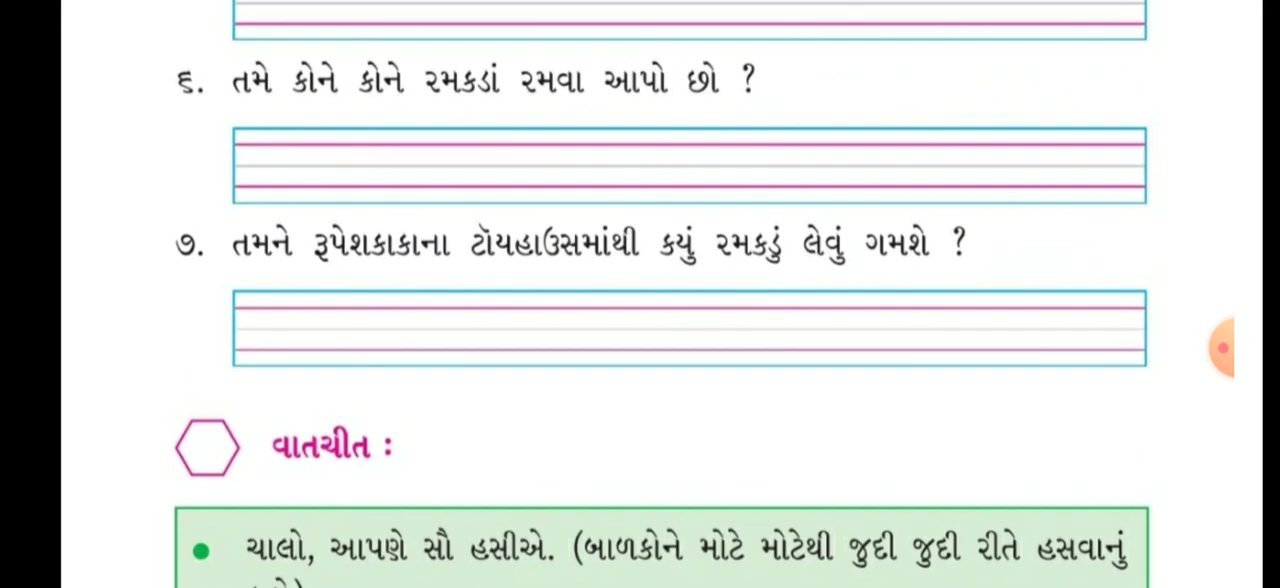 ૬. તમે કોને કોને રમકડાં રમવા આપો છો ?
૭. તમને રૂપેશકાકાના ટૉયહાઉસમાંથી કયું રમકડું લેવું ગમશે ?
વાતચીત :
• ચાલો, આપણે સૌ હસીએ. (બાળકોને મોટે મોટેથી જુદી જુદી રીતે હસવાનું